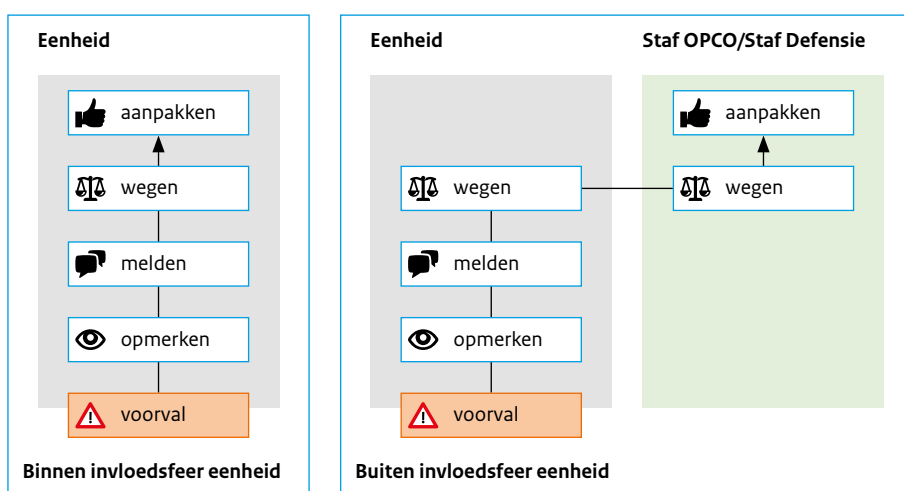 Eenheid
aanpakken
wegen
melden
opmerken
voorval
Binnen invloedsfeer eenheid
Eenheid
Staf OPCO/Staf Defensie
aanpakken
wegen
wegen
melden
opmerken
voorval
Buiten invloedsfeer eenheid